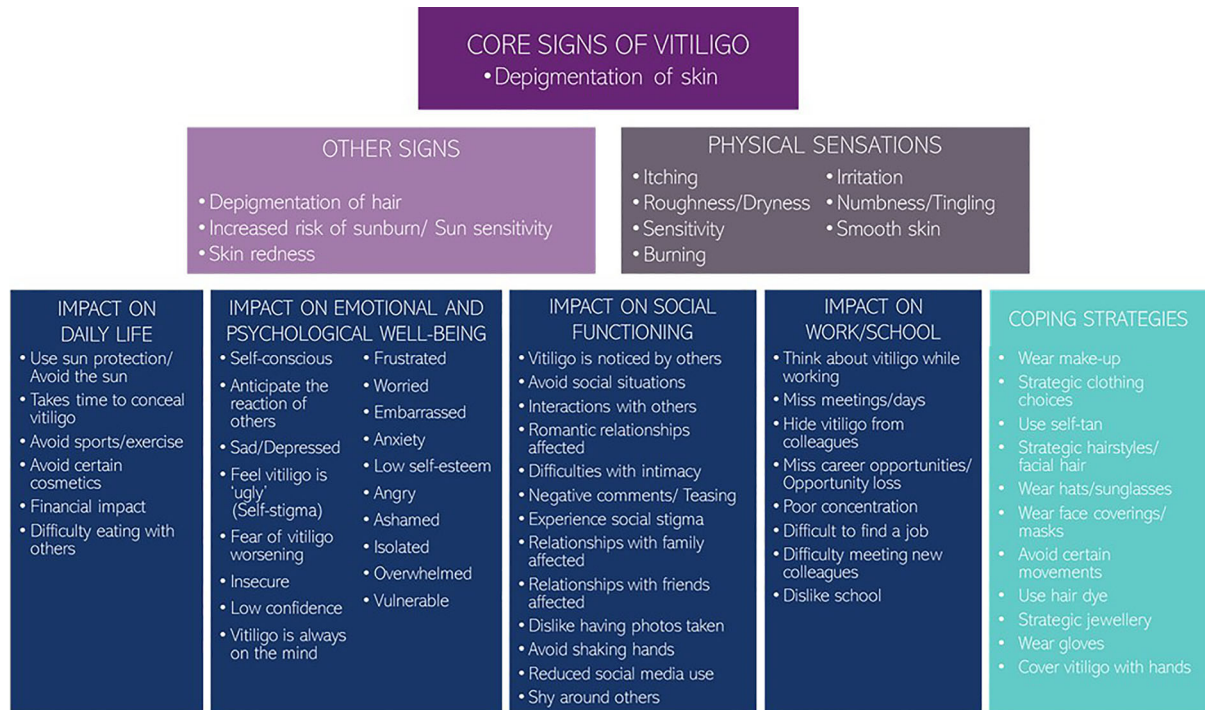 CORE SIGNS OF VITILIGO
• Depigmentation of skin
OTHER SIGNS
• Depigmentation of hair
• Increased risk of sunburn/ Sun sensitivity
• Skin redness
PHYSICAL SENSATIONS
• Itching
• Roughness/Dryness
• Sensitivity
• Burning
• Irritation
• Numbness/Tingling
• Smooth skin
IMPACT ON
DAILY LIFE
• Use sun protection/
Avoid the sun
• Takes time to conceal
vitiligo
• Avoid sports/exercise
• Avoid certain
cosmetics
• Financial impact
• Difficulty eating with
others
IMPACT ON EMOTIONAL AND
PSYCHOLOGICAL WELL-BEING
• Self-conscious
• Anticipate the
reaction of
others
• Sad/Depressed
• Feel vitiligo is
‘ugly’
(Self-stigma)
• Fear of vitiligo
worsening
• Insecure
• Low confidence
• Vitiligo is always
on the mind
• Frustrated
• Worried
• Embarrassed
• Anxiety
• Low self-esteem
• Angry
• Ashamed
• Isolated
• Overwhelmed
• Vulnerable
IMPACT ON SOCIAL
FUNCTIONING
• Vitiligo is noticed by others
• Avoid social situations
• Interactions with others
• Romantic relationships
affected
• Difficulties with intimacy
• Negative comments/ Teasing
• Experience social stigma
• Relationships with family
affected
• Relationships with friends
affected
• Dislike having photos taken
• Avoid shaking hands
• Reduced social media use
• Shy around others
IMPACT ON
WORK/SCHOOL
• Think about vitiligo while
working
• Miss meetings/days
• Hide vitiligo from
colleagues
• Miss career opportunities/
Opportunity loss
• Poor concentration
• Difficult to find a job
• Difficulty meeting new
colleagues
• Dislike school
COPING STRATEGIES
• Wear make-up
• Strategic clothing
choices
• Use self-tan
• Strategic hairstyles/
facial hair
• Wear hats/sunglasses
• Wear face coverings/
masks
• Avoid certain
movements
• Use hair dye
• Strategic jewellery
• Wear gloves
• Cover vitiligo with hands